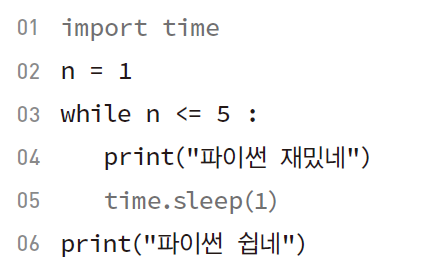 01 import time
02 n = 1
03 while n <= 5 :
04 print("파이썬 재밌네")
05 time.sleep(1)
06 print("파이썬 쉽네")